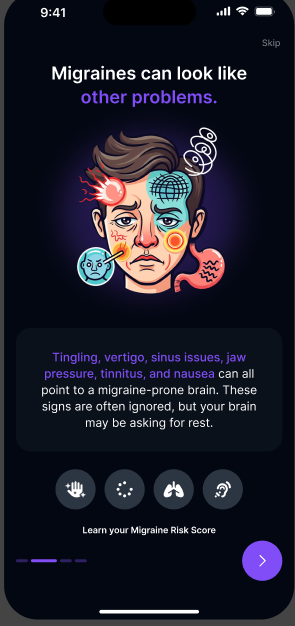 9:41
Skip
Migraines can look like
other problems.
Tingling, vertigo, sinus issues, jaw
pressure, tinnitus, and nausea can all
point to a migraine-prone brain. These
signs are often ignored, but your brain
may be asking for rest.
Learn your Migraine Risk Score